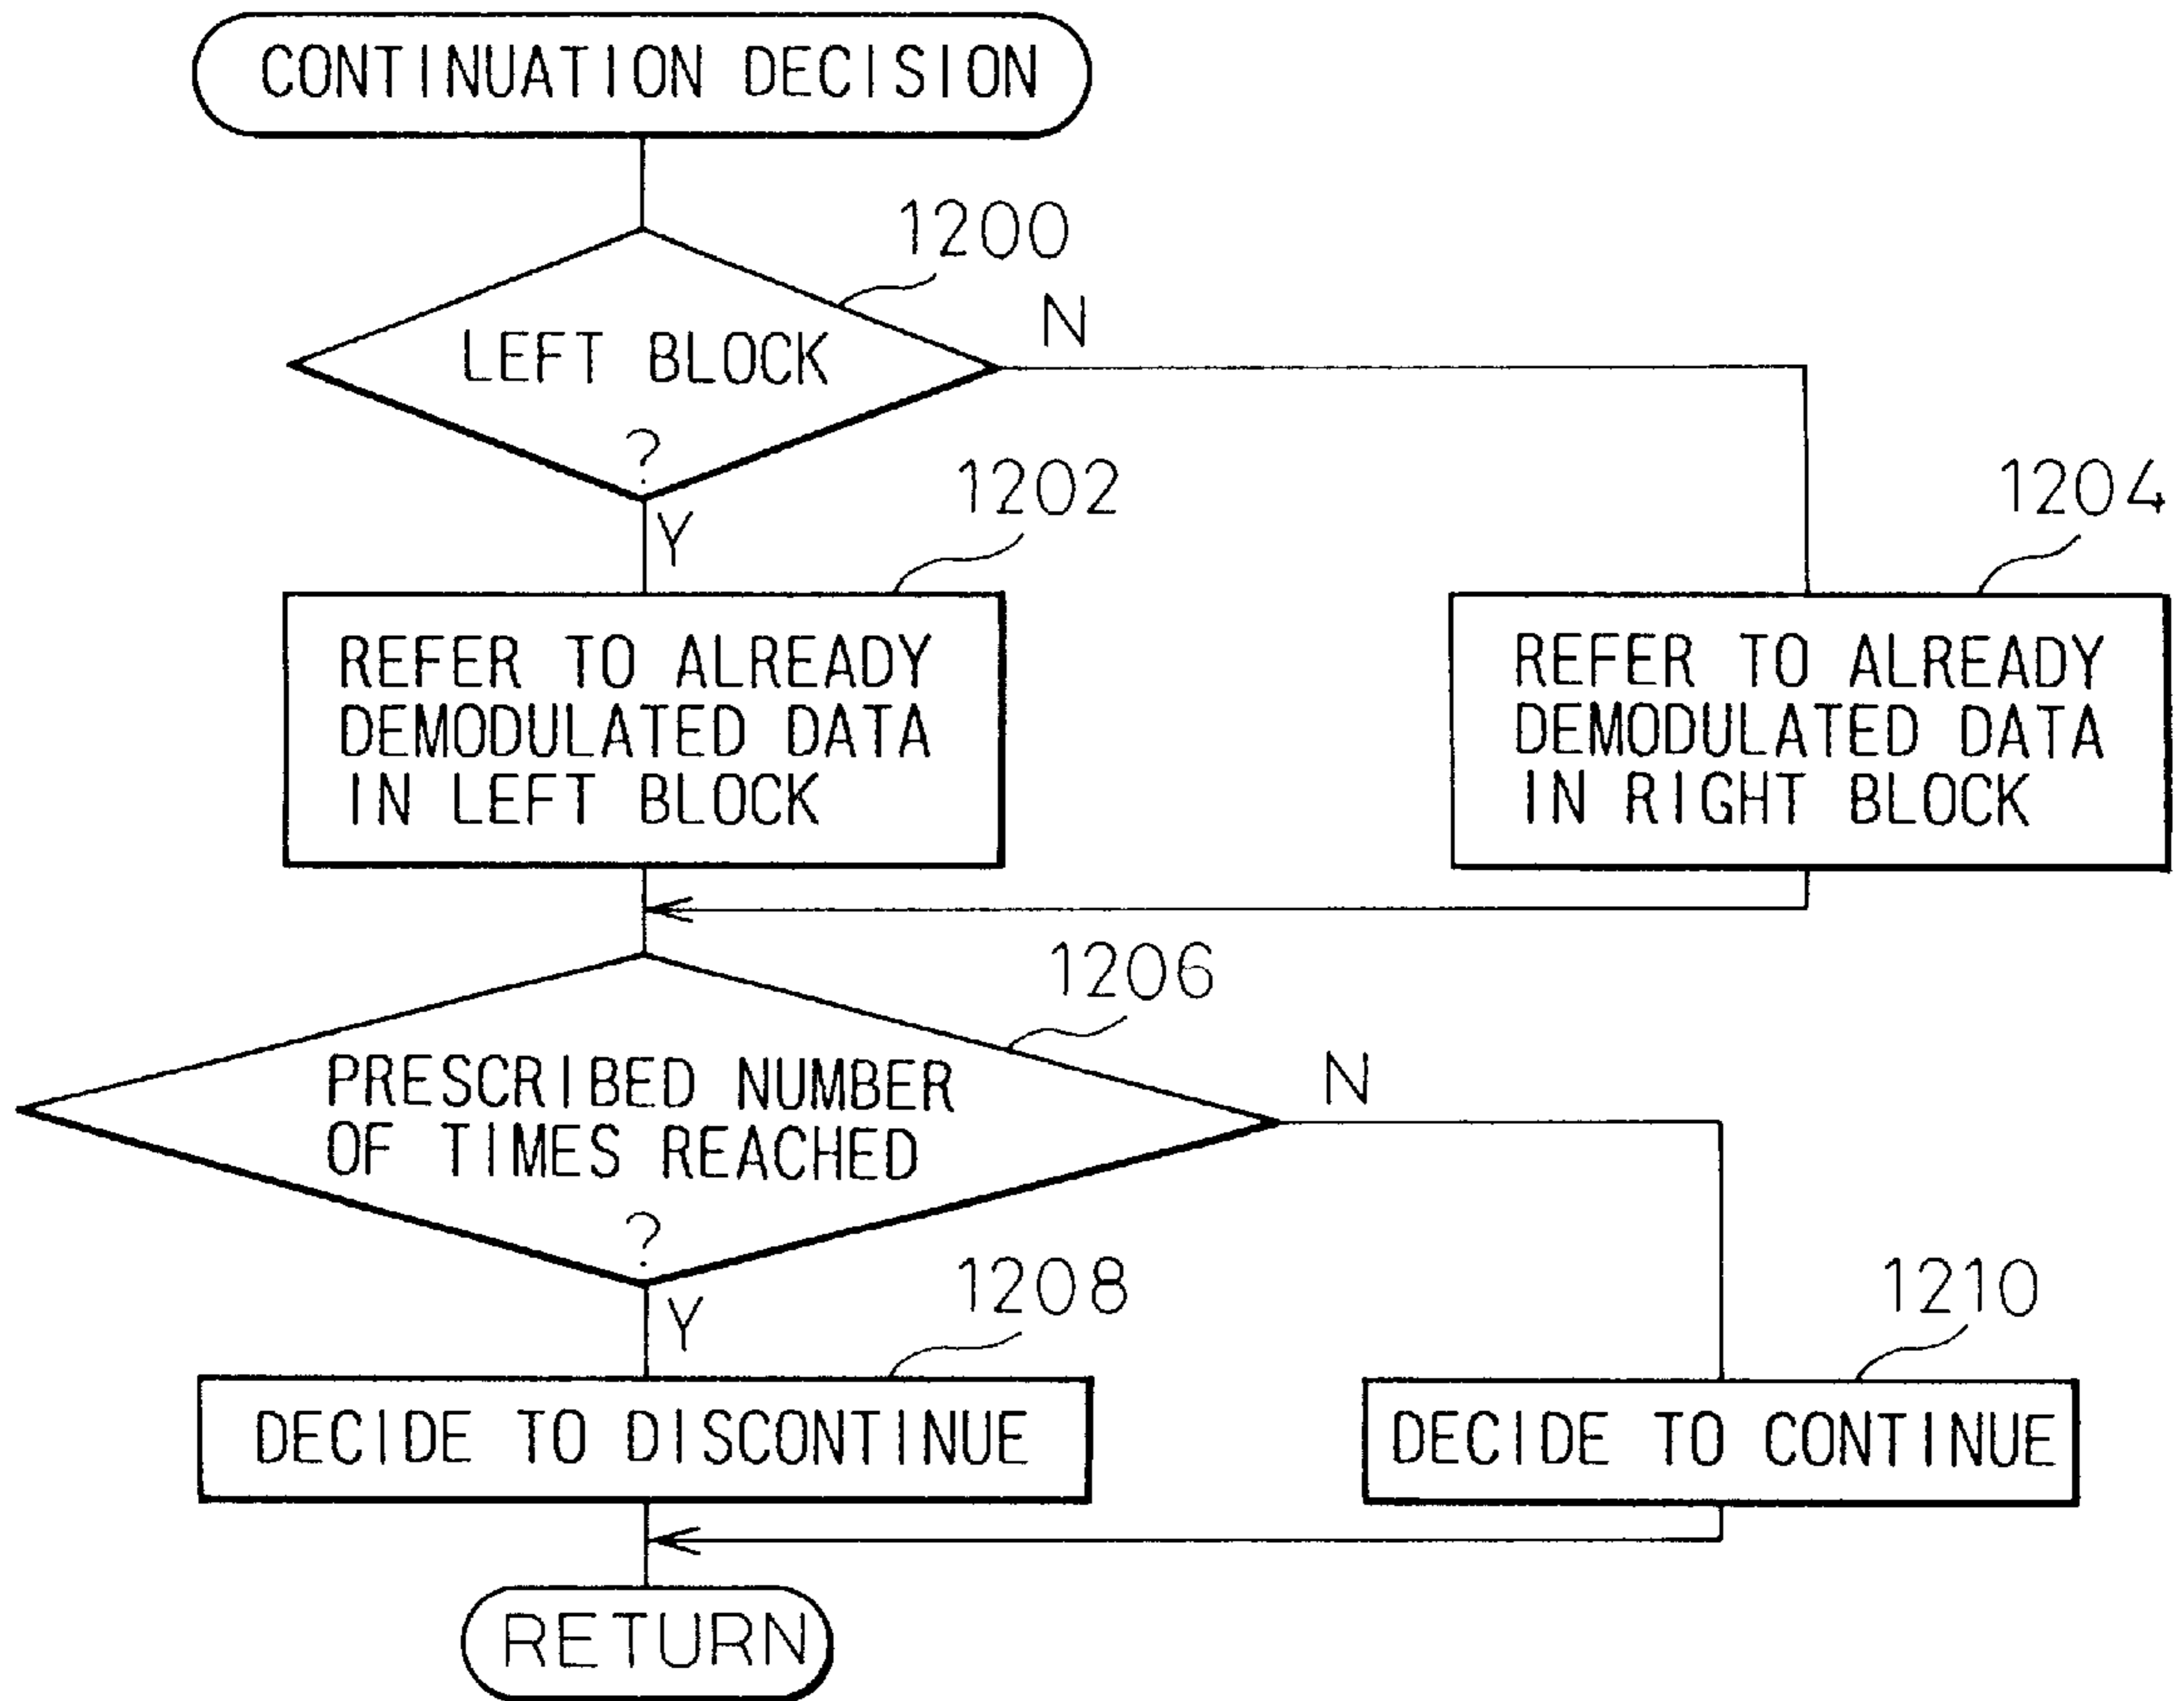 CONTINUATION DECISION
1200
LEFT BLOCK
?
N
Y
1202
REFER TO ALREADY
DEMODULATED DATA
IN LEFT BLOCK
1204
REFER TO ALREADY
DEMODULATED DATA
IN RIGHT BLOCK
1206
PRESCRIBED NUMBER
OF TIMES REACHED
?
N
Y
1208
DECIDE TO DISCONTINUE
1210
DECIDE TO CONTINUE
RETURN